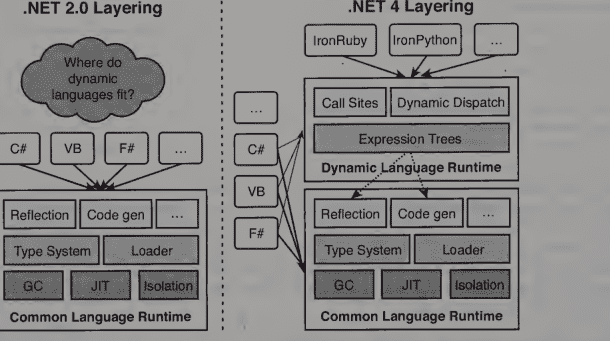 .NET 2.0 Layering
Where do
dynamic
languages fit?
C# VB F# ...
Reflection Code gen ...
Type System Loader
GC JIT Isolation
Common Language Runtime
.NET 4 Layering
IronRuby IronPython ...
Call Sites Dynamic Dispatch
Expression Trees
Dynamic Language Runtime
...
C#
VB
F#
Reflection Code gen ...
Type System Loader
GC JIT Isolation
Common Language Runtime